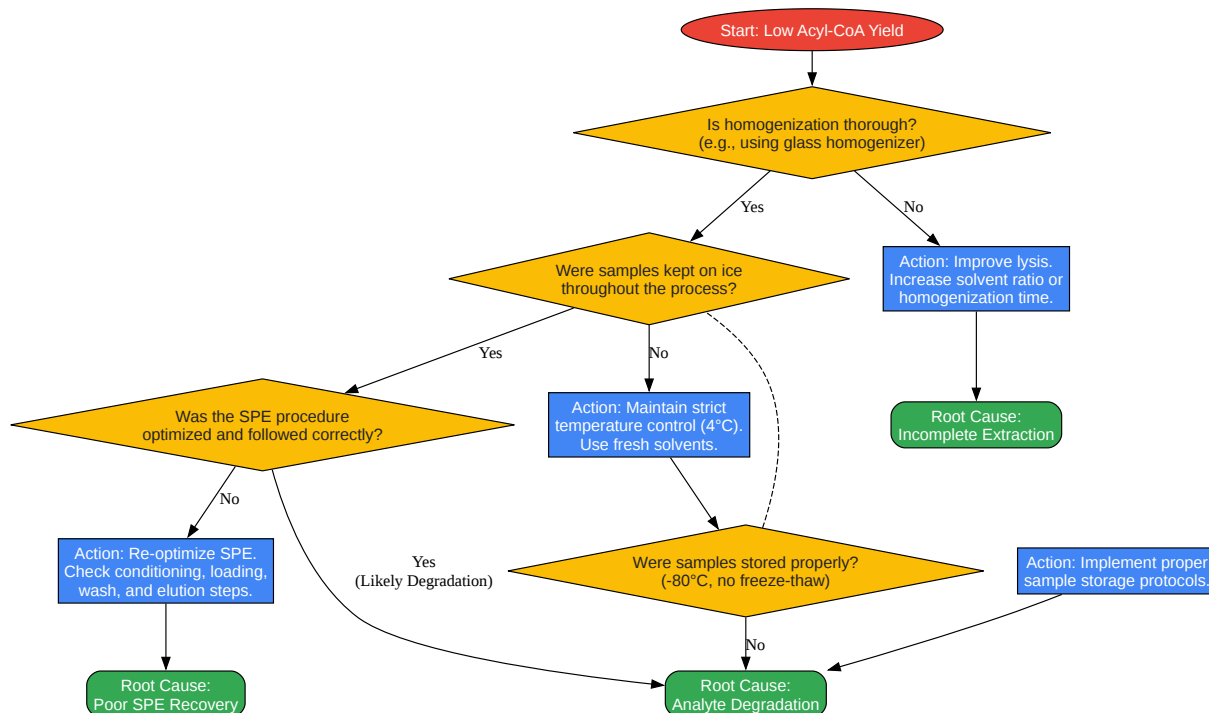 Start: Low Acyl-CoA Yield
Is homogenization thorough?
(e.g., using glass homogenizer)
Yes
No
Were samples kept on ice
throughout the process?
Action: Improve lysis.
Increase solvent ratio or
homogenization time.
Yes
No
Was the SPE procedure
optimized and followed correctly?
Action: Maintain strict
temperature control (4°C).
Use fresh solvents.
Root Cause:
Incomplete Extraction
No
Action: Re-optimize SPE.
Check conditioning, loading,
wash, and elution steps.
Yes
(Likely Degradation)
Were samples stored properly?
(-80°C, no freeze-thaw)
Action: Implement proper
sample storage protocols.
No
Root Cause:
Poor SPE Recovery
Root Cause:
Analyte Degradation